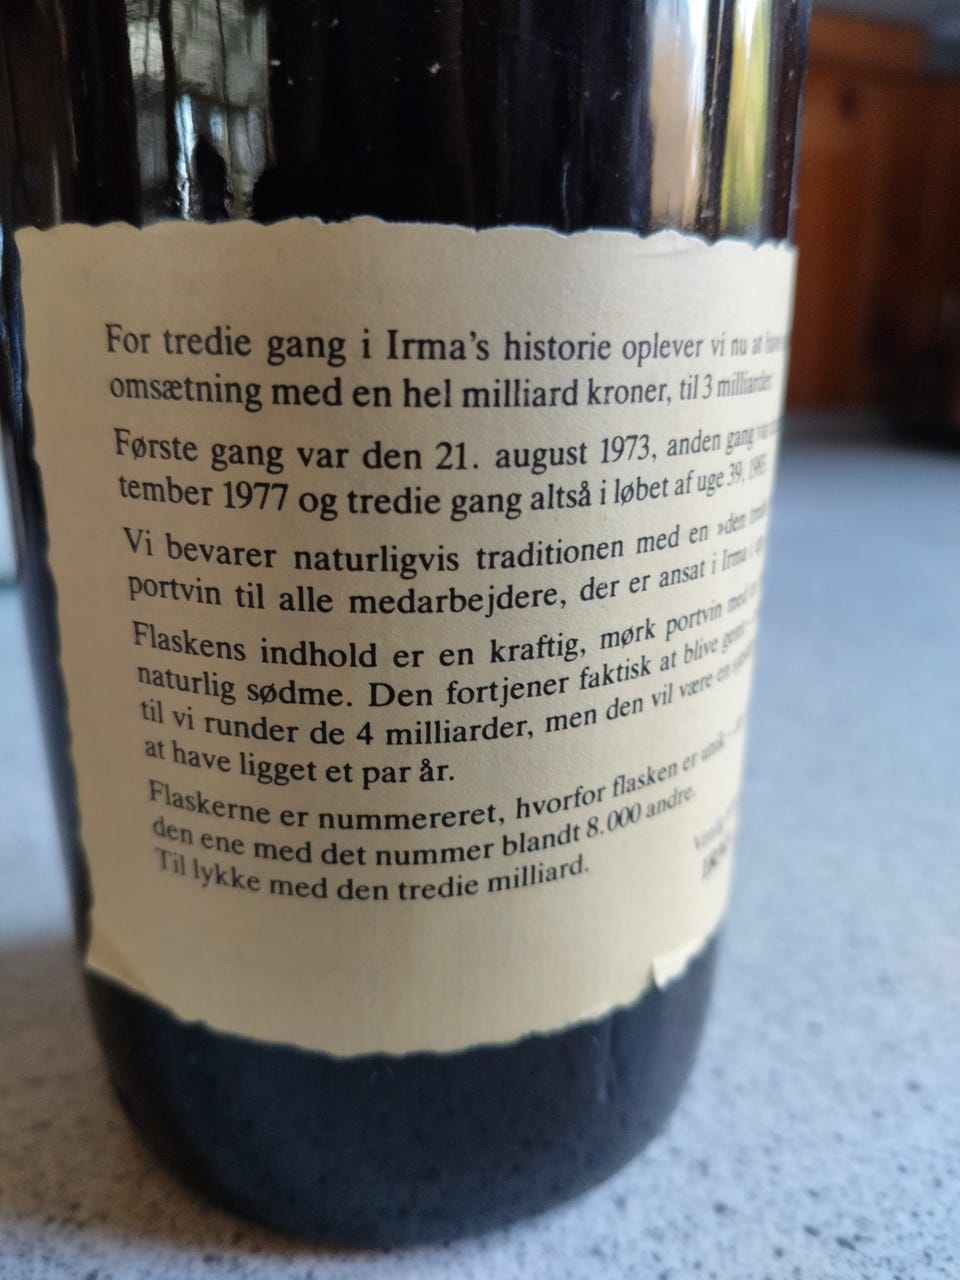 For tredie gang i Irma's historie oplever vi nu at have
omsætning med en hel milliard kroner, til 3 milliarder.
Første gang var den 21. august 1973, anden gang var
tember 1977 og tredie gang altså i løbet af uge 39,
Vi bevarer naturligvis traditionen med en »den
portvin til alle medarbejdere, der er ansat i Irma
Flaskens indhold er en kraftig, mørk portvin med
naturlig sødme. Den fortjener faktisk at blive gemt
til vi runder de 4 milliarder, men den vil være en
at have ligget et par år.
Flaskerne er nummereret, hvorfor flasken er unik
den ene med det nummer blandt 8.000 andre.
Til lykke med den tredie milliard.